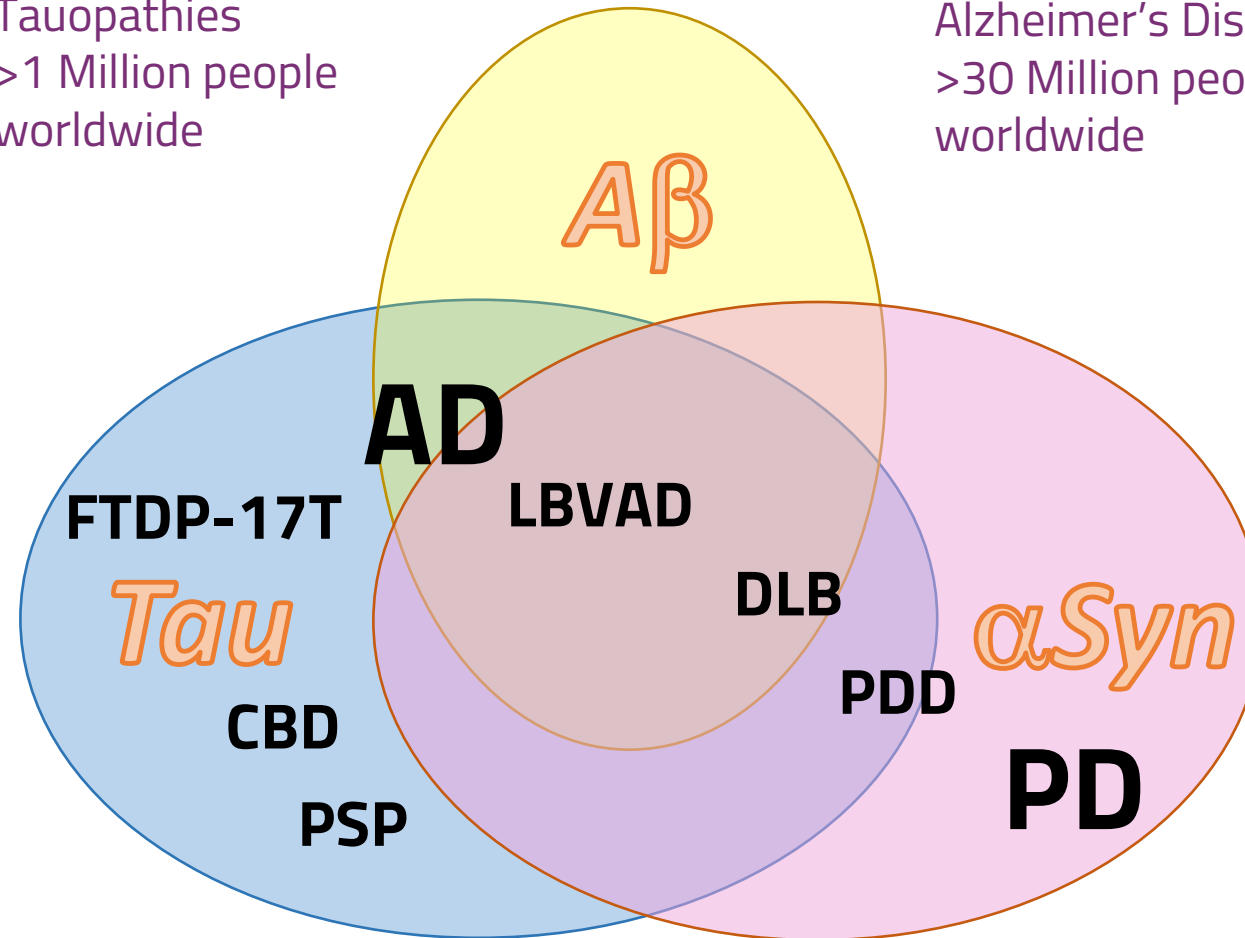 Tauopathies
>1 Million people
worldwide
Alzheimer’s Dis
>30 Million peo
worldwide
Aβ
AD
LBVAD
FTDP-17T
DLB
Tau
αSyn
PDD
CBD
PD
PSP